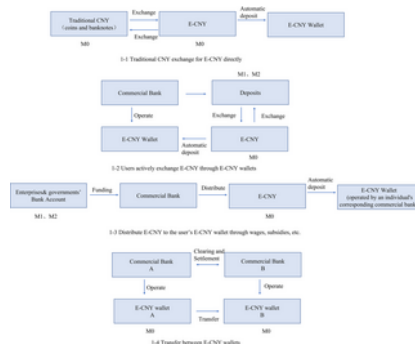 Traditional CNY
(coins and banknotes)
M0
Exchange
Exchange
E-CNY
M0
Automatic
deposit
E-CNY Wallet
1-1 Traditional CNY exchange for E-CNY directly
M1、M2
Commercial Bank
Deposits
Operate
Exchange
Exchange
E-CNY Wallet
Automatic
deposit
E-CNY
M0
1-2 Users actively exchange E-CNY through E-CNY wallets
Enterprises& governments'
Bank Account
M1、M2
Funding
Commercial Bank
Distribute
E-CNY
M0
Automatic
deposit
E-CNY Wallet
(operated by an individual's
corresponding commercial bank
1-3 Distribute E-CNY to the user's E-CNY wallet through wages, subsidies, etc.
Commercial Bank
A
Clearing and
Settlement
Commercial Bank
B
Operate
Operate
E-CNY wallet
A
M0
Transfer
E-CNY wallet
B
M0
1-4 Transfer between E-CNY wallets